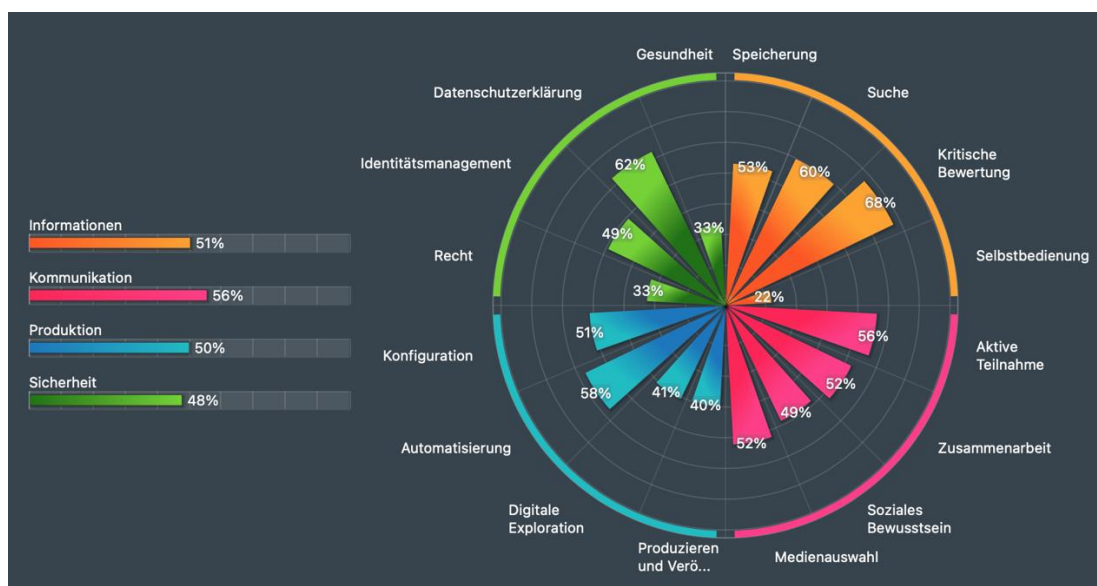 Informationen
51%
Kommunikation
56%
Produktion
50%
Sicherheit
48%
Gesundheit
Speicherung
Datenschutzerklärung
Suche
Identitätsmanagement
Kritische
Bewertung
Recht
Selbstbedienung
Konfiguration
Aktive
Teilnahme
Automatisierung
Zusammenarbeit
Digitale
Exploration
Soziales
Bewusstsein
Produzieren
und Verö...
Medienauswahl
62%
53%
60%
68%
49%
33%
33%
22%
51%
56%
58%
41%
40%
52%
49%
52%